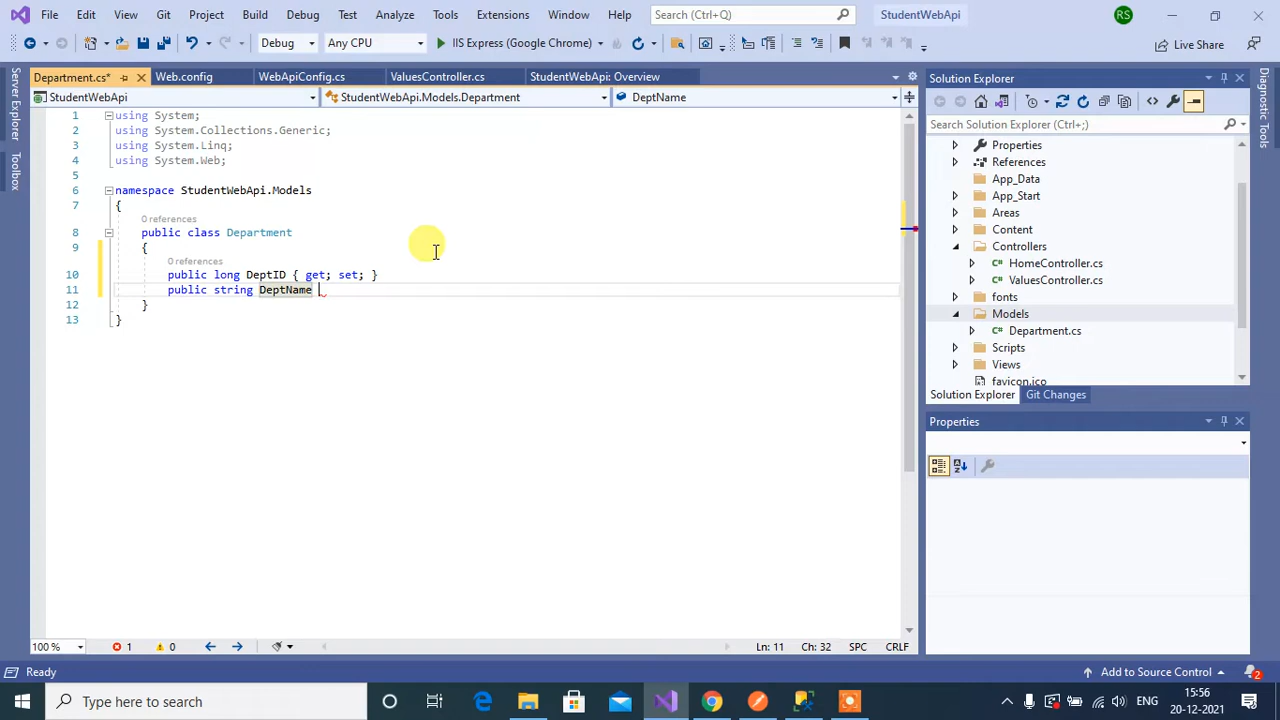 File Edit View Git Project Build Debug Test Analyze Tools Extensions Window Help Search (Ctrl+Q) StudentWebApi RS
Debug Any CPU IIS Express (Google Chrome) Live Share
Department.cs* Web.config WebApiConfig.cs ValuesController.cs StudentWebApi: Overview
StudentWebApi StudentWebApi.Models.Department DeptName
Server Explorer
Toolbox
1 using System;
2 using System.Collections.Generic;
3 using System.Linq;
4 using System.Web;
5
6 namespace StudentWebApi.Models
7 {
0 references
8 public class Department
9 {
0 references
10 public long DeptID { get; set; }
11 public string DeptName
12 }
13 }
100 % 1 0 Ln: 11 Ch: 32 SPC CRLF
Solution Explorer
Search Solution Explorer (Ctrl+;)
Properties
References
App_Data
App_Start
Areas
Content
Controllers
C# HomeController.cs
C# ValuesController.cs
fonts
Models
C# Department.cs
Scripts
Views
favicon.ico
Solution Explorer Git Changes
Properties
Diagnostic Tools
Ready Add to Source Control 2
Type here to search ENG 15:56
20-12-2021